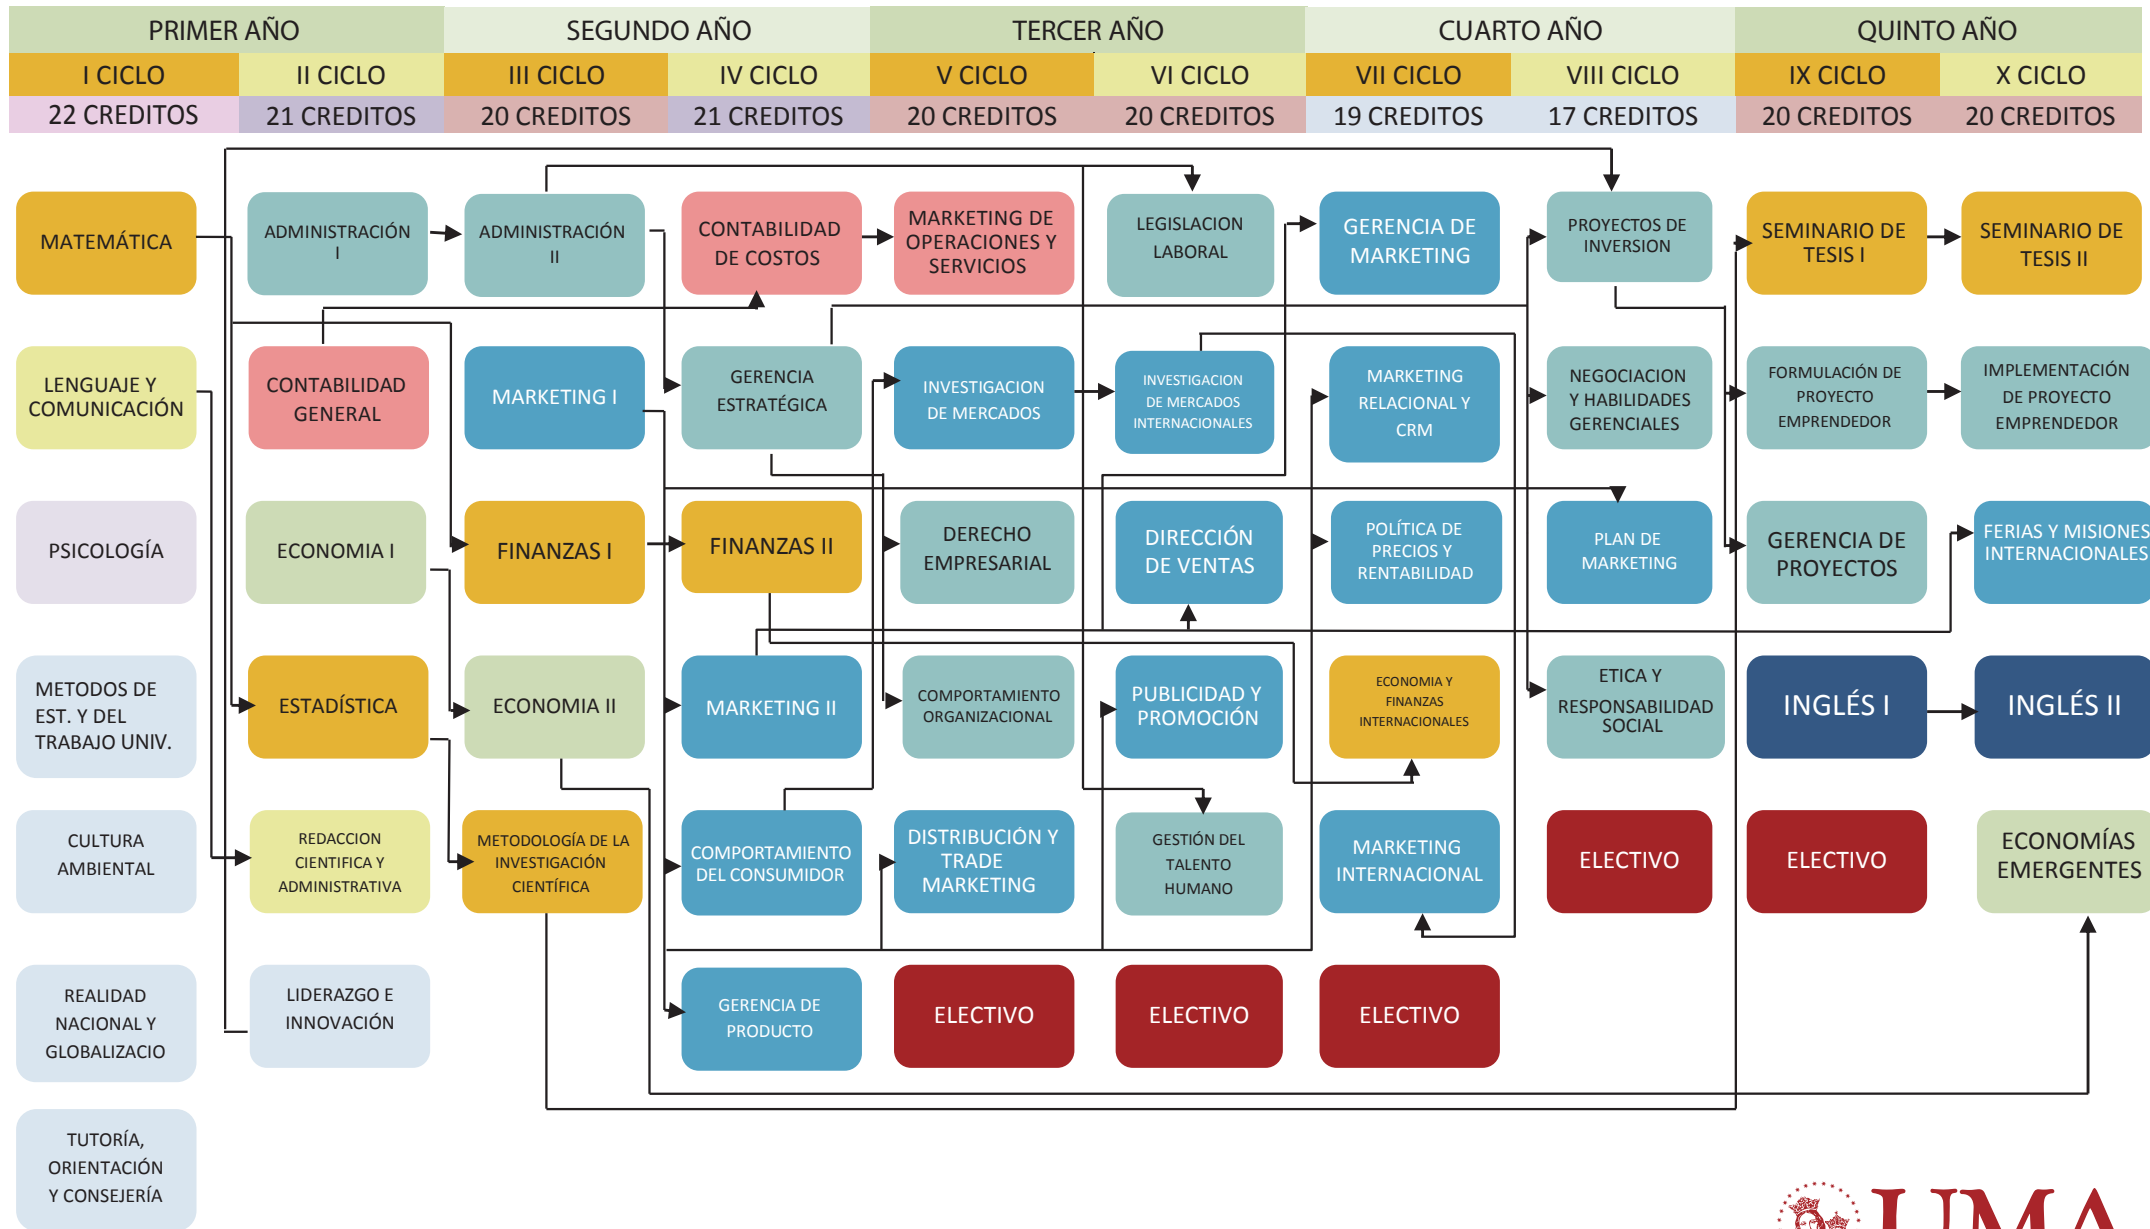 PRIMER AÑO
SEGUNDO AÑO
TERCER AÑO
CUARTO AÑO
QUINTO AÑO
I CICLO
II CICLO
III CICLO
IV CICLO
V CICLO
VI CICLO
VII CICLO
VIII CICLO
IX CICLO
X CICLO
22 CREDITOS
21 CREDITOS
20 CREDITOS
21 CREDITOS
20 CREDITOS
20 CREDITOS
19 CREDITOS
17 CREDITOS
20 CREDITOS
20 CREDITOS
MATEMÁTICA
ADMINISTRACIÓN
I
ADMINISTRACIÓN
II
CONTABILIDAD
DE COSTOS
MARKETING DE
OPERACIONES Y
SERVICIOS
LEGISLACION
LABORAL
GERENCIA DE
MARKETING
PROYECTOS DE
INVERSION
SEMINARIO DE
TESIS I
SEMINARIO DE
TESIS II
LENGUAJE Y
COMUNICACIÓN
CONTABILIDAD
GENERAL
MARKETING I
GERENCIA
ESTRATÉGICA
INVESTIGACION
DE MERCADOS
INVESTIGACION
DE MERCADOS
INTERNACIONALES
MARKETING
RELACIONAL Y
CRM
NEGOCIACION
Y HABILIDADES
GERENCIALES
FORMULACIÓN DE
PROYECTO
EMPRENDEDOR
IMPLEMENTACIÓN
DE PROYECTO
EMPRENDEDOR
PSICOLOGÍA
ECONOMIA I
FINANZAS I
FINANZAS II
DERECHO
EMPRESARIAL
DIRECCIÓN
DE VENTAS
POLÍTICA DE
PRECIOS Y
RENTABILIDAD
PLAN DE
MARKETING
GERENCIA DE
PROYECTOS
FERIAS Y MISIONES
INTERNACIONALES
METODOS DE
EST. Y DEL
TRABAJO UNIV.
ESTADÍSTICA
ECONOMIA II
MARKETING II
COMPORTAMIENTO
ORGANIZACIONAL
PUBLICIDAD Y
PROMOCIÓN
ECONOMIA Y
FINANZAS
INTERNACIONALES
ETICA Y
RESPONSABILIDAD
SOCIAL
INGLÉS I
INGLÉS II
CULTURA
AMBIENTAL
REDACCION
CIENTIFICA Y
ADMINISTRATIVA
METODOLOGÍA DE LA
INVESTIGACIÓN
CIENTÍFICA
COMPORTAMIENTO
DEL CONSUMIDOR
DISTRIBUCIÓN Y
TRADE
MARKETING
GESTIÓN DEL
TALENTO
HUMANO
MARKETING
INTERNACIONAL
ELECTIVO
ELECTIVO
ECONOMÍAS
EMERGENTES
REALIDAD
NACIONAL Y
GLOBALIZACIO
LIDERAZGO E
INNOVACIÓN
GERENCIA DE
PRODUCTO
ELECTIVO
ELECTIVO
ELECTIVO
TUTORÍA,
ORIENTACIÓN
Y CONSEJERÍA
UMA